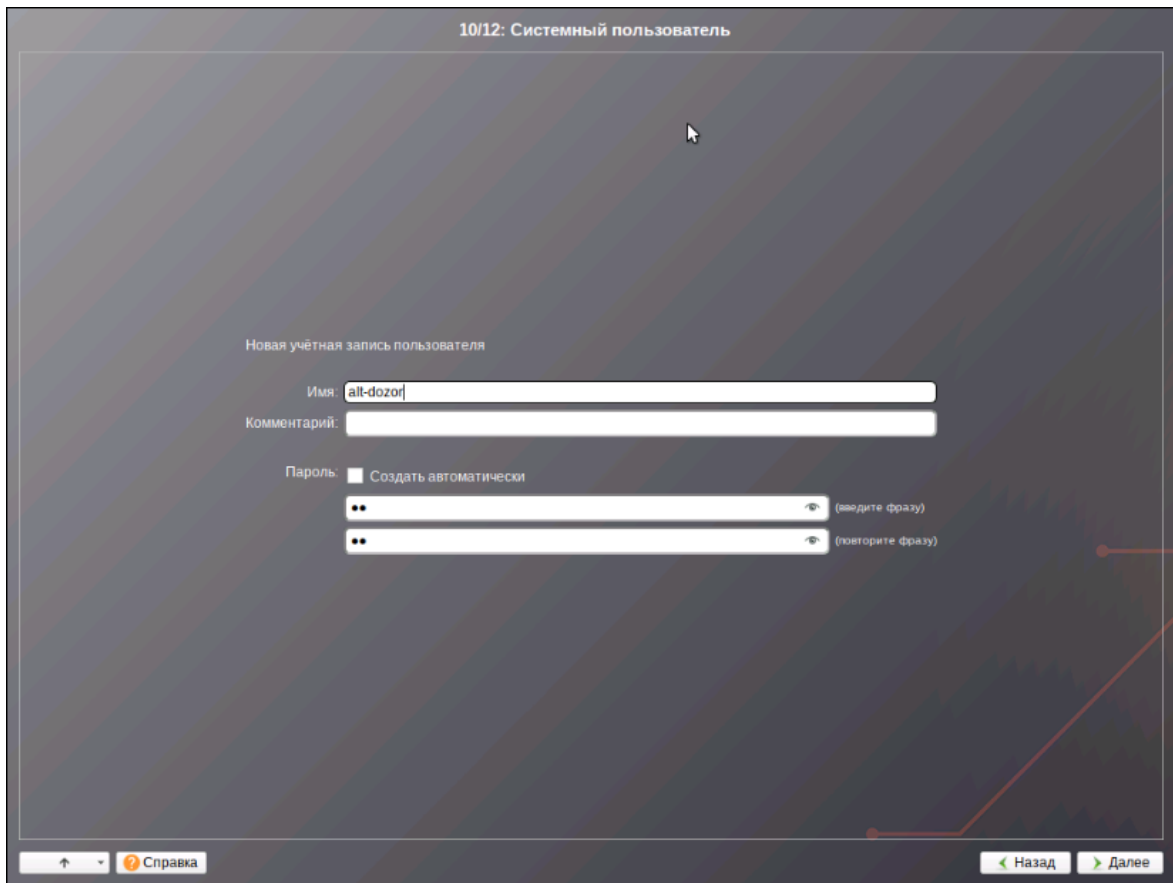 10/12: Системный пользователь
Новая учётная запись пользователя
Имя: alt-dozor
Комментарий:
Пароль: Создать автоматически
•• (введите фразу)
•• (повторите фразу)
Справка Назад Далее